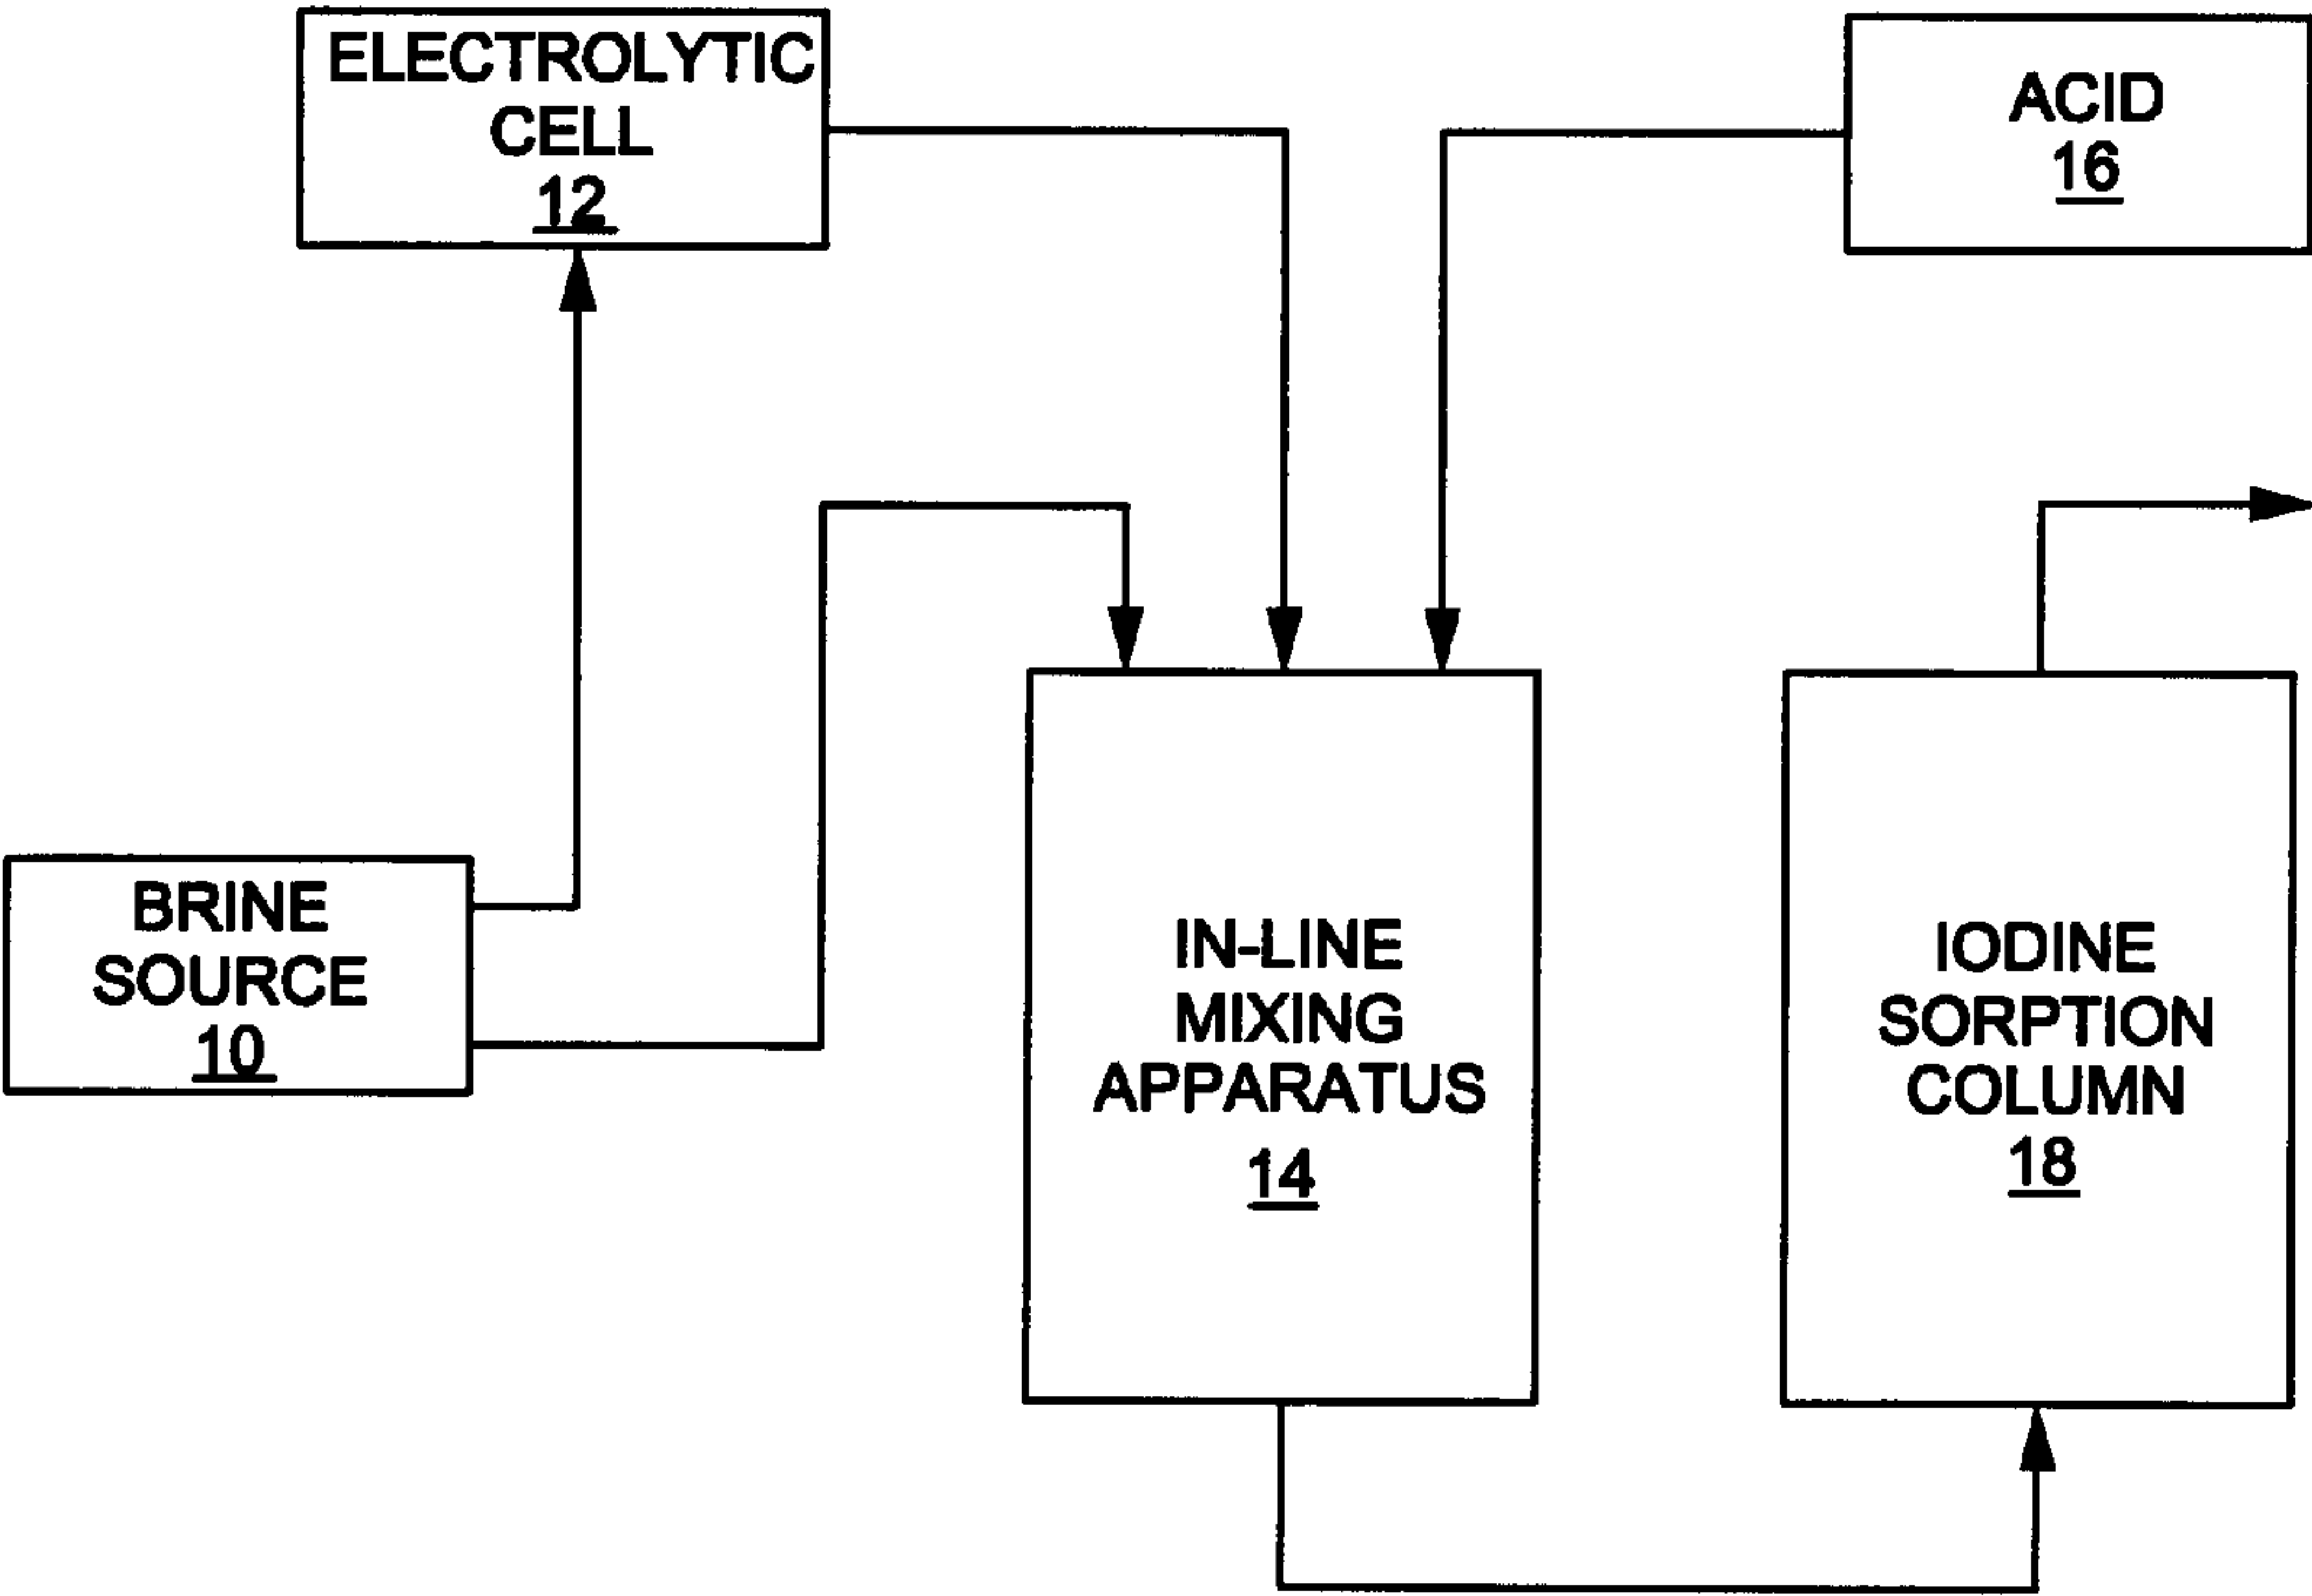 ELECTROLYTIC
CELL
12
ACID
16
BRINE
SOURCE
10
IN-LINE
MIXING
APPARATUS
14
IODINE
SORPTION
COLUMN
18